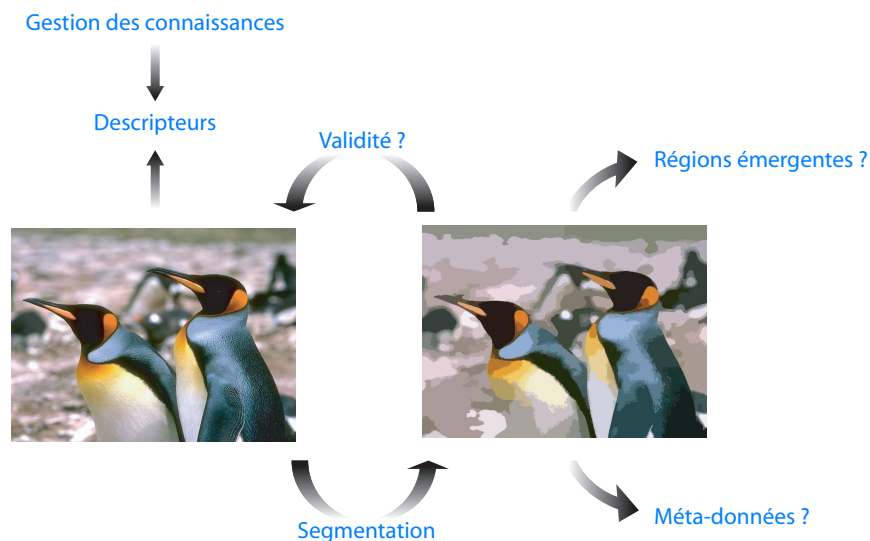 Gestion des connaissances
Descripteurs
Validité ?
Régions émergentes ?
Segmentation
Méta-données ?